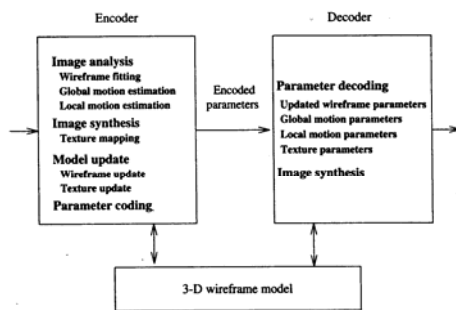 Encoder
Image analysis
Wireframe fitting
Global motion estimation
Local motion estimation
Image synthesis
Texture mapping
Model update
Wireframe update
Texture update
Parameter coding
Encoded
parameters
Decoder
Parameter decoding
Updated wireframe parameters
Global motion parameters
Local motion parameters
Texture parameters
Image synthesis
3-D wireframe model